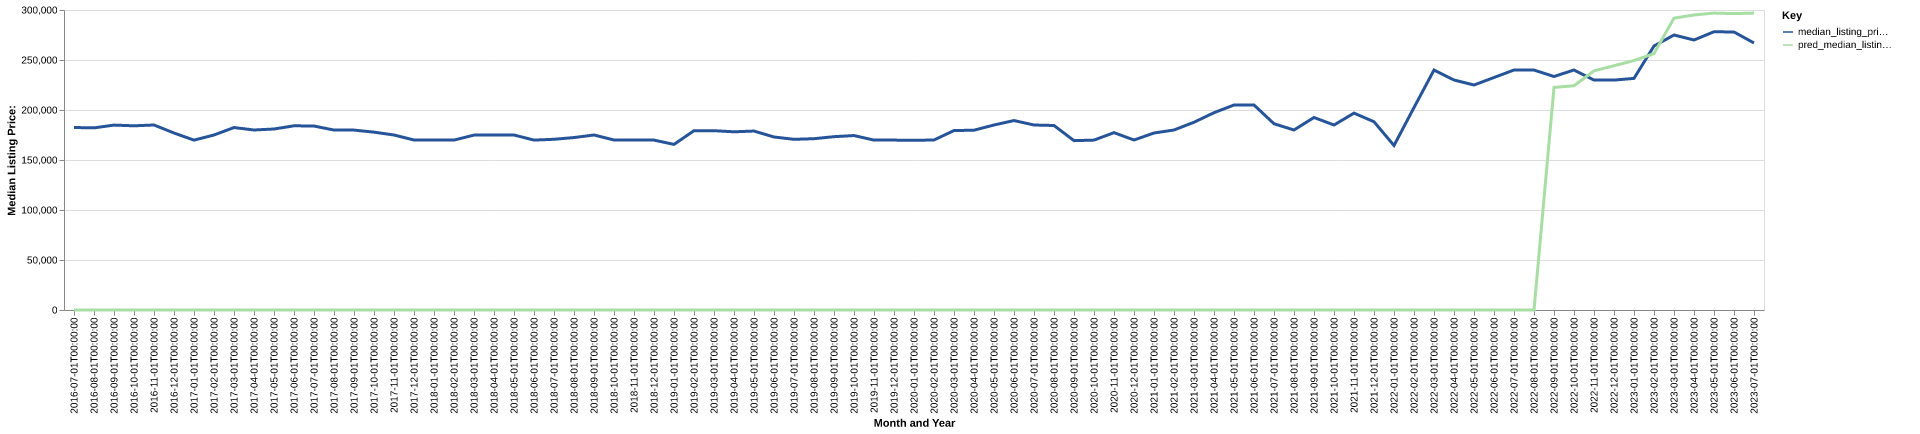 300,000
250,000
200,000
150,000
100,000
50,000
0
Median Listing Price:
2016-07-01T00:00:00
2016-08-01T00:00:00
2016-09-01T00:00:00
2016-10-01T00:00:00
2016-11-01T00:00:00
2016-12-01T00:00:00
2017-01-01T00:00:00
2017-02-01T00:00:00
2017-03-01T00:00:00
2017-04-01T00:00:00
2017-05-01T00:00:00
2017-06-01T00:00:00
2017-07-01T00:00:00
2017-08-01T00:00:00
2017-09-01T00:00:00
2017-10-01T00:00:00
2017-11-01T00:00:00
2017-12-01T00:00:00
2018-01-01T00:00:00
2018-02-01T00:00:00
2018-03-01T00:00:00
2018-04-01T00:00:00
2018-05-01T00:00:00
2018-06-01T00:00:00
2018-07-01T00:00:00
2018-08-01T00:00:00
2018-09-01T00:00:00
2018-10-01T00:00:00
2018-11-01T00:00:00
2018-12-01T00:00:00
2019-01-01T00:00:00
2019-02-01T00:00:00
2019-03-01T00:00:00
2019-04-01T00:00:00
2019-05-01T00:00:00
2019-06-01T00:00:00
2019-07-01T00:00:00
2019-08-01T00:00:00
2019-09-01T00:00:00
2019-10-01T00:00:00
2019-11-01T00:00:00
2019-12-01T00:00:00
2020-01-01T00:00:00
2020-02-01T00:00:00
2020-03-01T00:00:00
2020-04-01T00:00:00
2020-05-01T00:00:00
2020-06-01T00:00:00
2020-07-01T00:00:00
2020-08-01T00:00:00
2020-09-01T00:00:00
2020-10-01T00:00:00
2020-11-01T00:00:00
2020-12-01T00:00:00
2021-01-01T00:00:00
2021-02-01T00:00:00
2021-03-01T00:00:00
2021-04-01T00:00:00
2021-05-01T00:00:00
2021-06-01T00:00:00
2021-07-01T00:00:00
2021-08-01T00:00:00
2021-09-01T00:00:00
2021-10-01T00:00:00
2021-11-01T00:00:00
2021-12-01T00:00:00
2022-01-01T00:00:00
2022-02-01T00:00:00
2022-03-01T00:00:00
2022-04-01T00:00:00
2022-05-01T00:00:00
2022-06-01T00:00:00
2022-07-01T00:00:00
2022-08-01T00:00:00
2022-09-01T00:00:00
2022-10-01T00:00:00
2022-11-01T00:00:00
2022-12-01T00:00:00
2023-01-01T00:00:00
2023-02-01T00:00:00
2023-03-01T00:00:00
2023-04-01T00:00:00
2023-05-01T00:00:00
2023-06-01T00:00:00
2023-07-01T00:00:00
Month and Year
Key
median_listing_pri…
pred_median_listin…